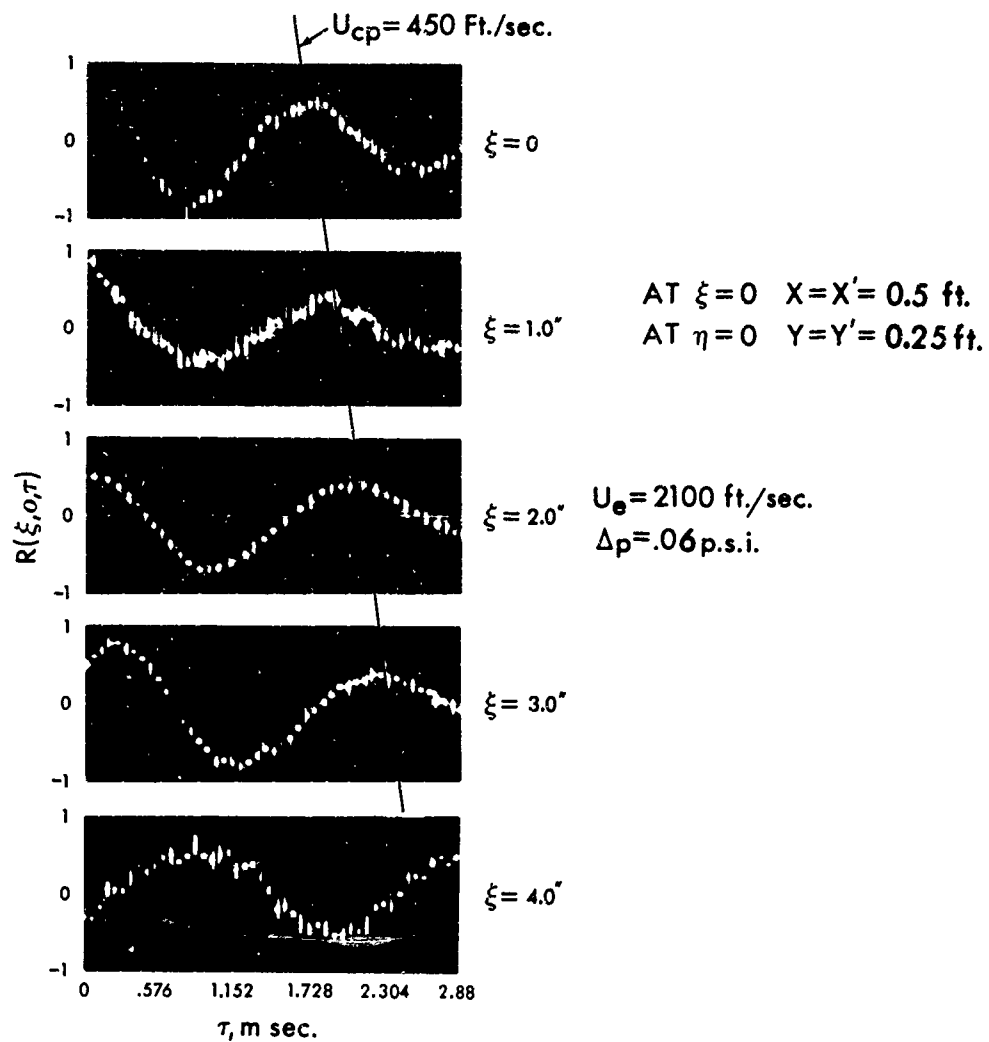 U_cp = 450 Ft./sec.
1
0
-1
ξ = 0
1
0
-1
ξ = 1.0"
AT ξ = 0 X = X' = 0.5 ft.
AT η = 0 Y = Y' = 0.25 ft.
R(ξ,o,τ)
1
0
-1
ξ = 2.0"
U_e = 2100 ft./sec.
Δp = .06 p.s.i.
1
0
-1
ξ = 3.0"
1
0
-1
ξ = 4.0"
0 .576 1.152 1.728 2.304 2.88
τ, m sec.